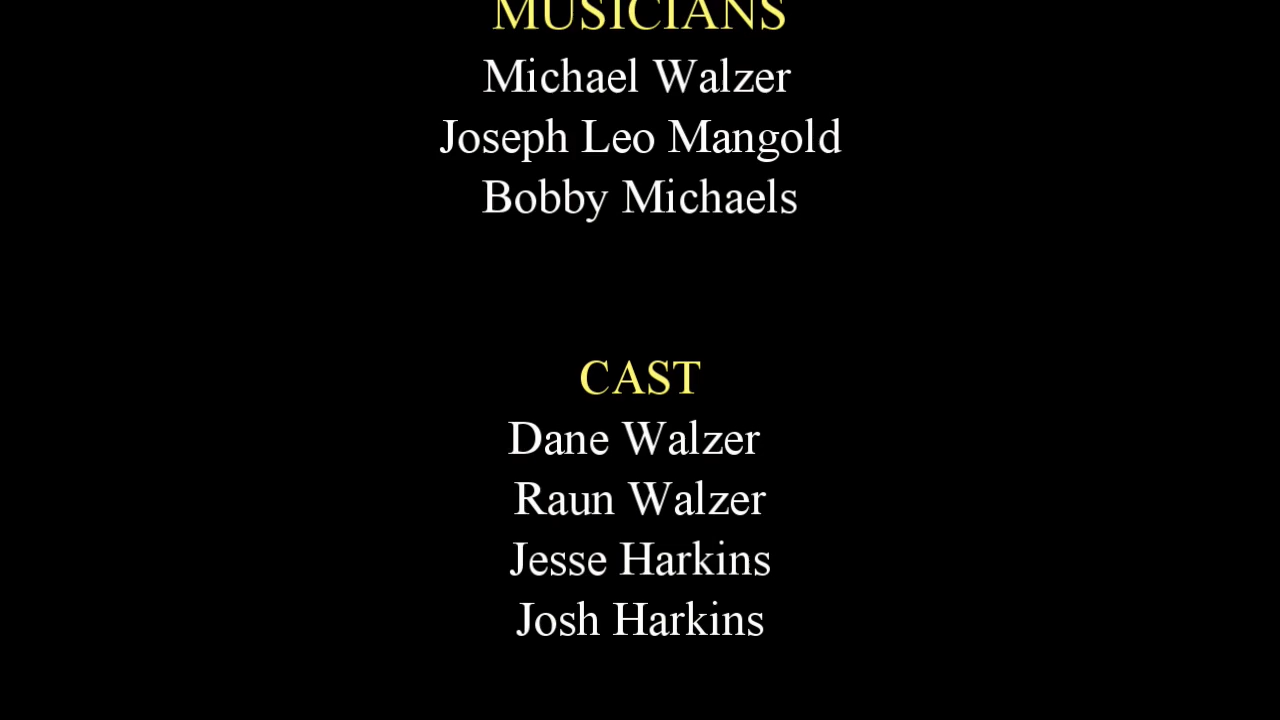 MUSICIANS
Michael Walzer
Joseph Leo Mangold
Bobby Michaels
CAST
Dane Walzer
Raun Walzer
Jesse Harkins
Josh Harkins